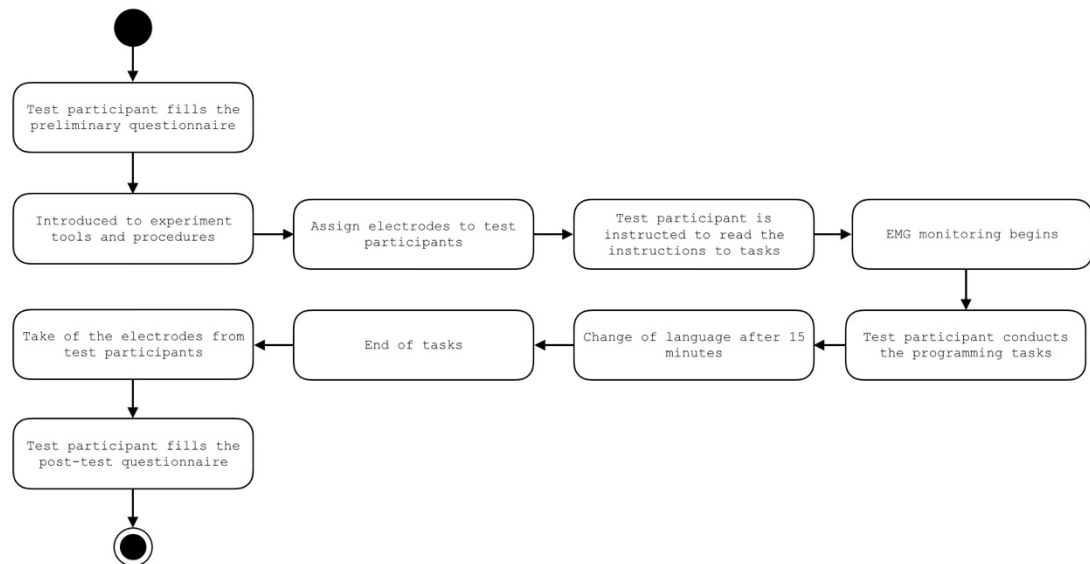 Test participant fills the
preliminary questionnaire
Introduced to experiment
tools and procedures
Assign electrodes to test
participants
Test participant is
instructed to read the
instructions to tasks
EMG monitoring begins
Test participant conducts
the programming tasks
Change of language after 15
minutes
End of tasks
Take of the electrodes from
test participants
Test participant fills the
post-test questionnaire